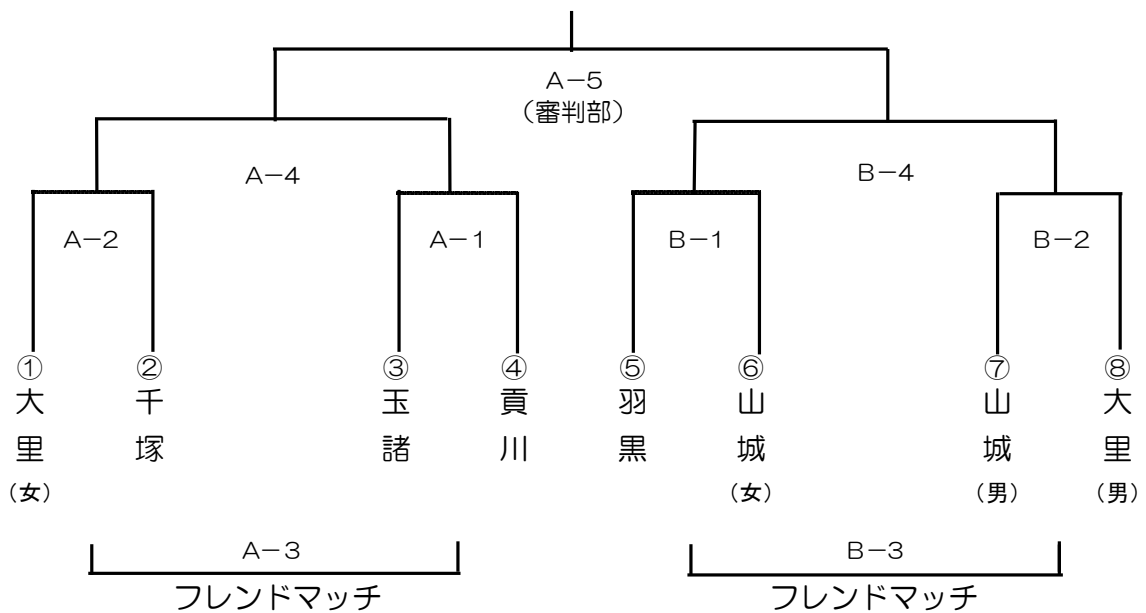 A-5
(審判部)
A-4
B-4
A-2
A-1
B-1
B-2
①大里(女)
②千塚
③玉諸
④貢川
⑤羽黒
⑥山城(女)
⑦山城(男)
⑧大里(男)
A-3
B-3
フレンドマッチ
フレンドマッチ